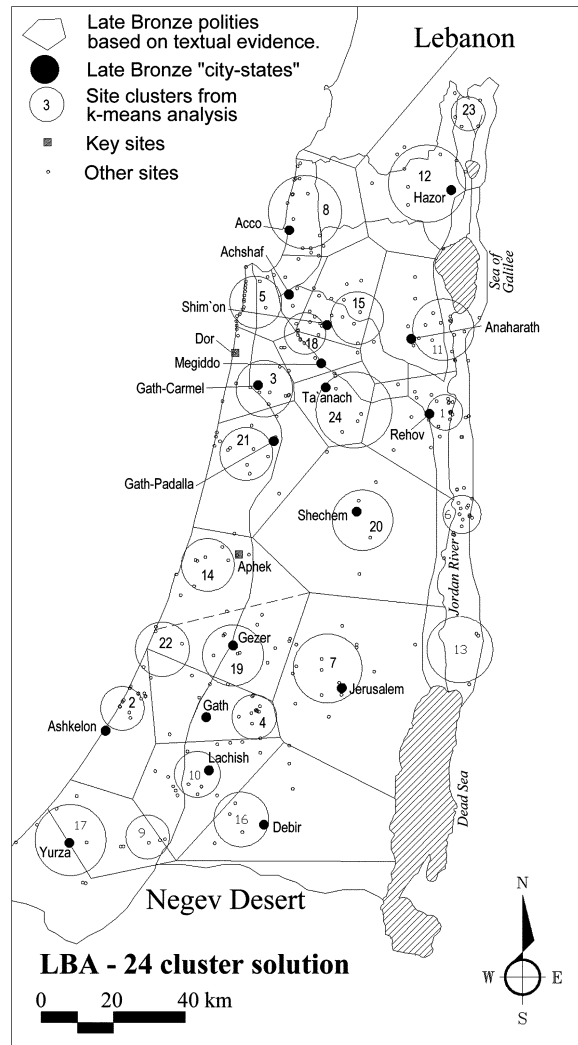 Late Bronze polities
based on textual evidence.
Late Bronze "city-states"
3
Site clusters from
k-means analysis
Key sites
Other sites
Lebanon
23
12
Hazor
8
Acco
Achshaf
Sea of
Galilee
5
15
Shim`on
18
11
Anaharath
Dor
Megiddo
3
Gath-Carmel
Ta'anach
24
1
Rehov
21
Gath-Padalla
Shechem
20
6
Aphek
14
Jordan River
Gezer
22
19
7
13
Jerusalem
2
Gath
4
Ashkelon
Lachish
10
Dead Sea
17
9
16
Debir
Yurza
Negev Desert
N
W
E
S
LBA - 24 cluster solution
0 20 40 km